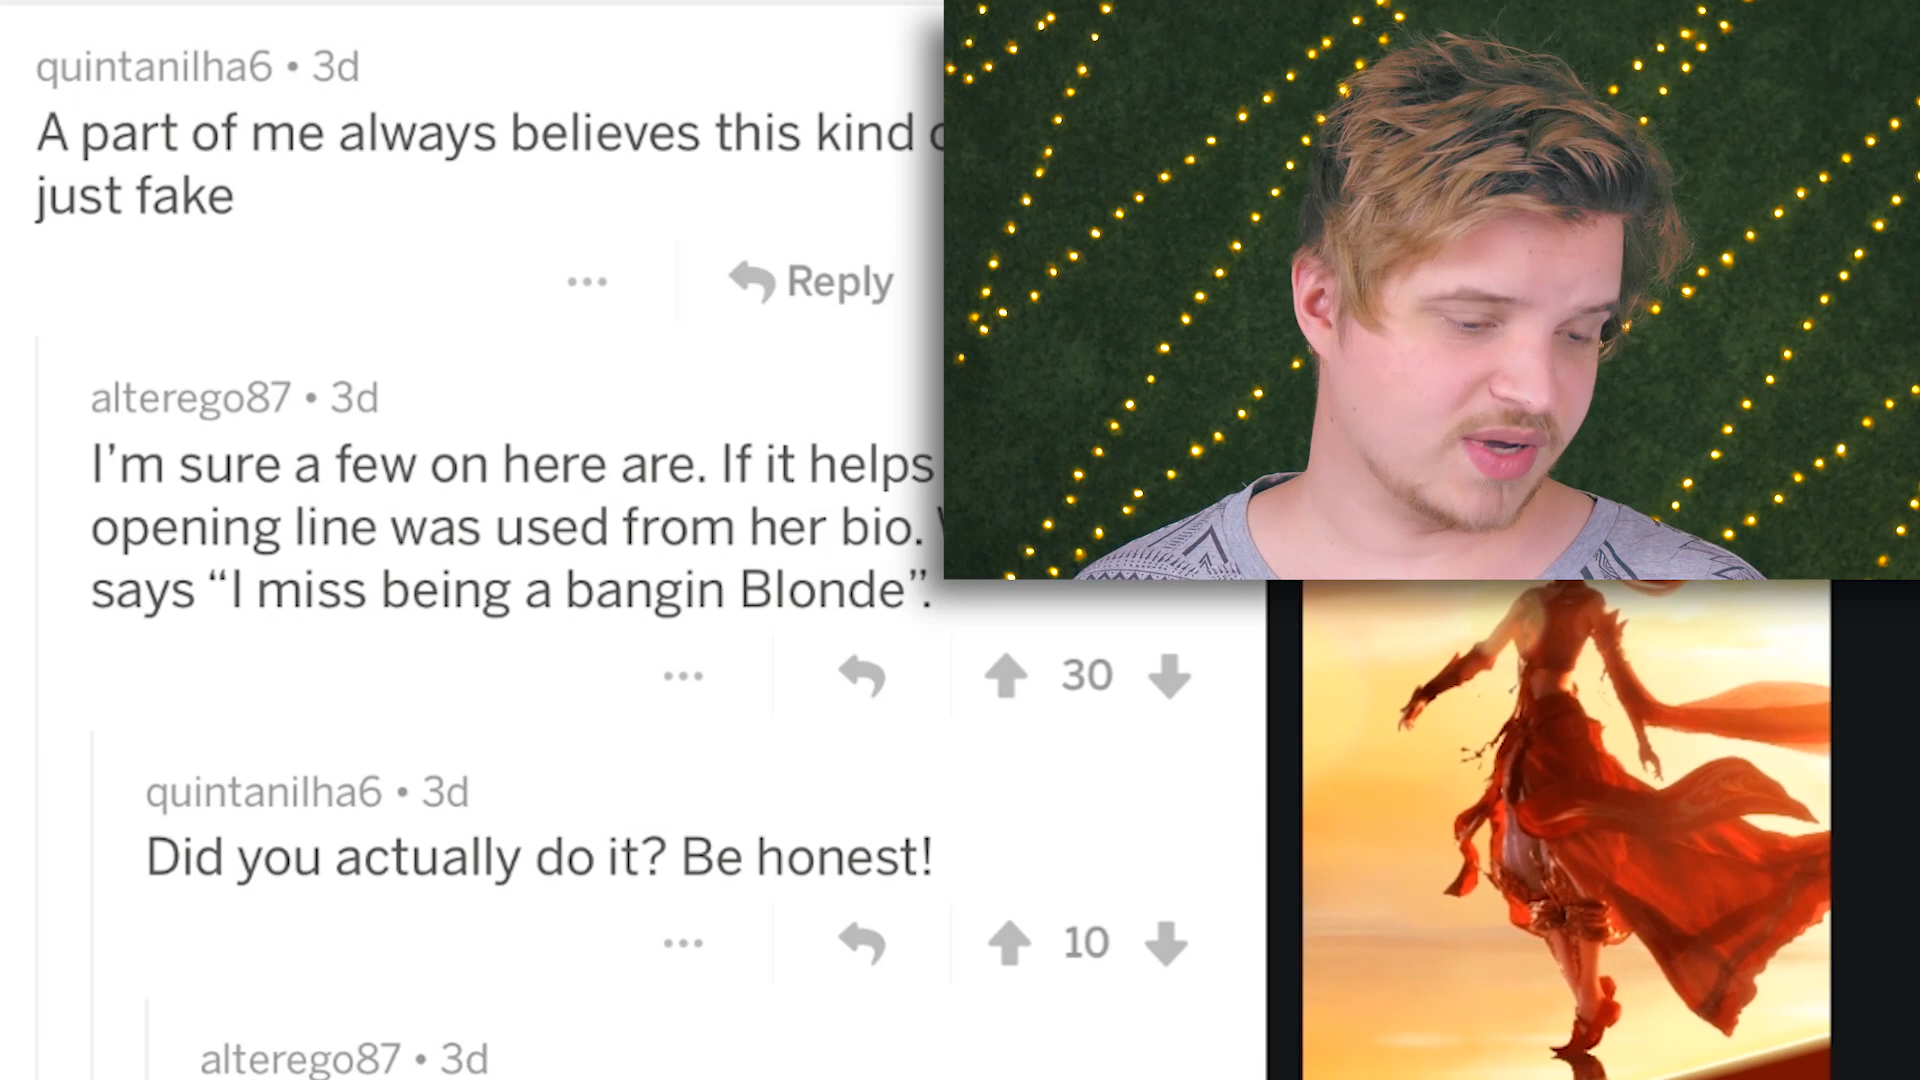 quintanilha6 • 3d
A part of me always believes this kind
just fake
Reply
alterego87 • 3d
I'm sure a few on here are. If it helps
opening line was used from her bio.
says “I miss being a bangin Blonde”.
30
quintanilha6 • 3d
Did you actually do it? Be honest!
10
alterego87 • 3d